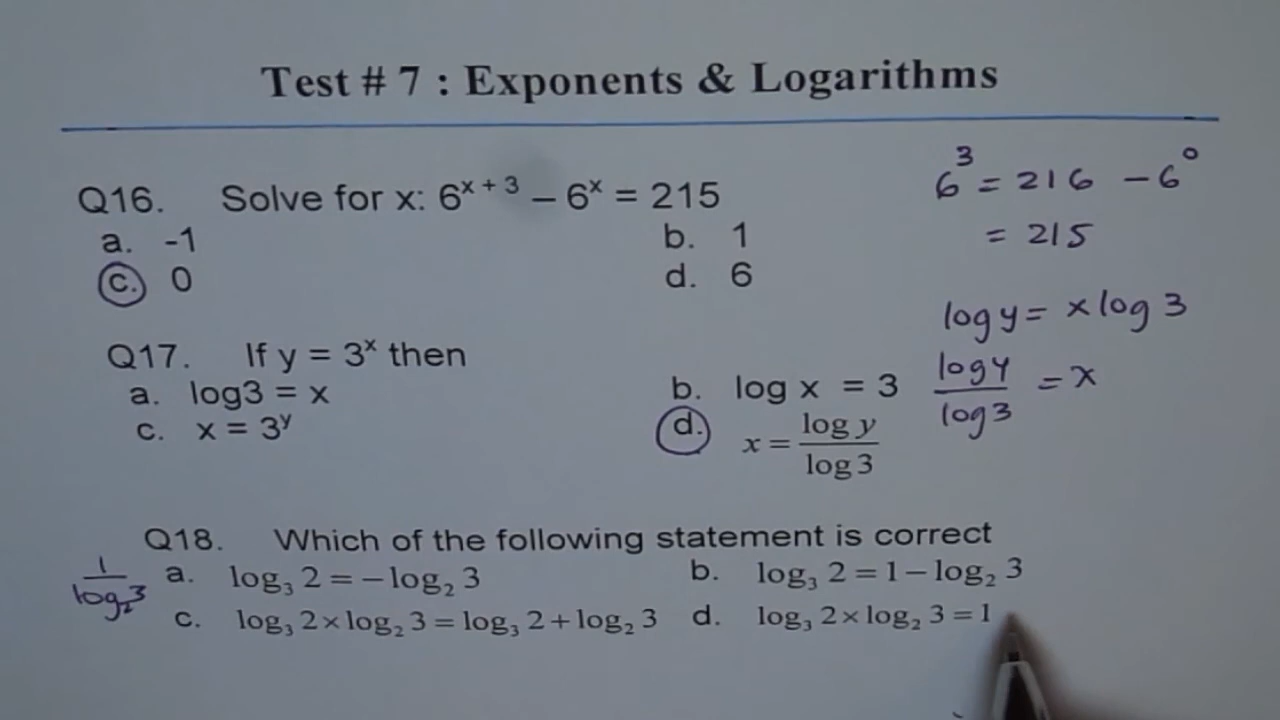 Test # 7 : Exponents & Logarithms
Q16. Solve for x: 6^(x + 3) – 6^x = 215
a. -1
b. 1
c. 0
d. 6
6^3 = 216 – 6^0
= 215
Q17. If y = 3^x then
a. log3 = x
b. log x = 3
c. x = 3^y
d. x = log y / log 3
log y = x log 3
log y / log 3 = x
Q18. Which of the following statement is correct
1 / log₂3
a. log₃ 2 = – log₂ 3
b. log₃ 2 = 1 – log₂ 3
c. log₃ 2 × log₂ 3 = log₃ 2 + log₂ 3
d. log₃ 2 × log₂ 3 = 1